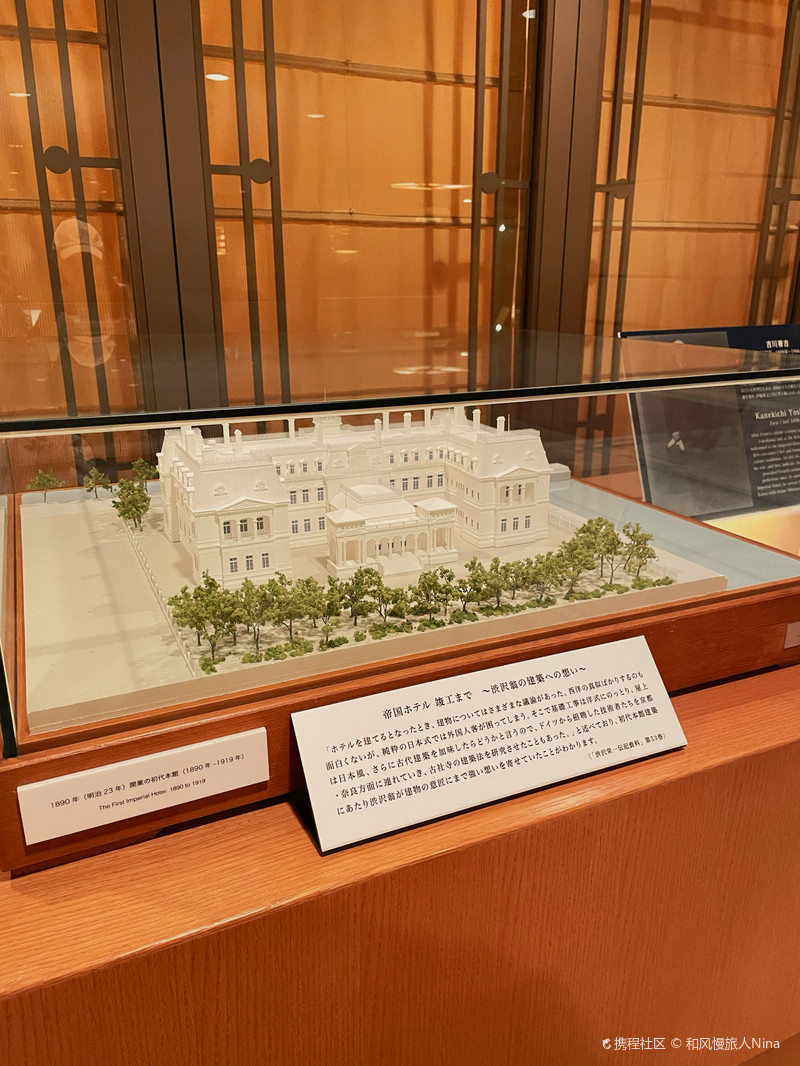 吉川兼吉
Kanekichi Yos
First Chef 1890
帝国ホテル 竣工まで ～渋沢翁の建築への想い～
「ホテルを建てるとなったとき、建物についてはさまざまな議論があった。西洋の真似ばかりするのも
面白くないが、純粋の日本式では外国人客が困ってしまう。そこで基礎工事は洋式にのっとり、屋上
は日本風、さらに古代建築を加味したらどうかと言うので、ドイツから招聘した技術者たちを京都
・奈良方面に連れていき、古社寺の建築法を研究させたこともあった。」と述べており、初代本館建築
にあたり渋沢翁が建物の意匠にまで強い想いを寄せていたことがわかります。
（『渋沢栄一伝記資料』第53巻）
1890 年（明治 23 年）開業の初代本館（1890 年~1919 年）
The First Imperial Hotel: 1890 to 1919
携程社区 © 和风慢旅人Nina